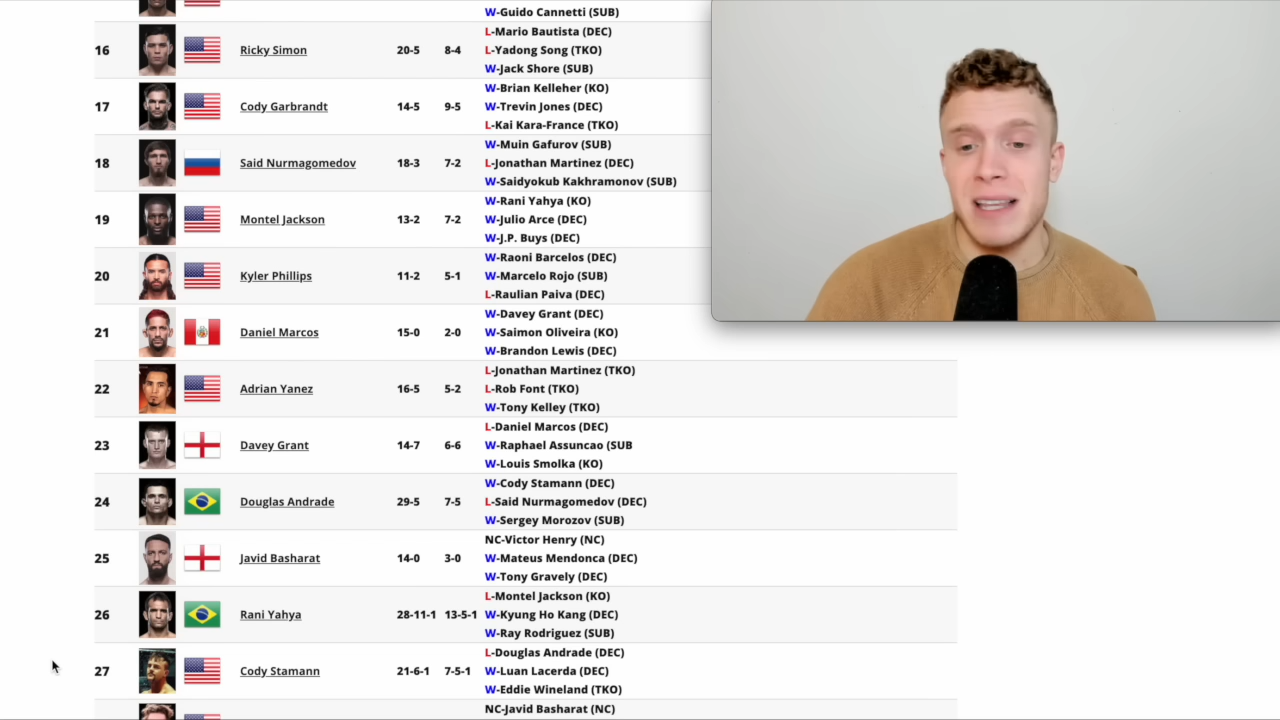 W-Guido Cannetti (SUB)
16 Ricky Simon 20-5 8-4
L-Mario Bautista (DEC)
L-Yadong Song (TKO)
W-Jack Shore (SUB)
17 Cody Garbrandt 14-5 9-5
W-Brian Kelleher (KO)
W-Trevin Jones (DEC)
L-Kai Kara-France (TKO)
18 Said Nurmagomedov 18-3 7-2
W-Muin Gafurov (SUB)
L-Jonathan Martinez (DEC)
W-Saidyokub Kakhramonov (SUB)
19 Montel Jackson 13-2 7-2
W-Rani Yahya (KO)
W-Julio Arce (DEC)
W-J.P. Buys (DEC)
20 Kyler Phillips 11-2 5-1
W-Raoni Barcelos (DEC)
W-Marcelo Rojo (SUB)
L-Raulian Paiva (DEC)
21 Daniel Marcos 15-0 2-0
W-Davey Grant (DEC)
W-Saimon Oliveira (KO)
W-Brandon Lewis (DEC)
22 Adrian Yanez 16-5 5-2
L-Jonathan Martinez (TKO)
L-Rob Font (TKO)
W-Tony Kelley (TKO)
23 Davey Grant 14-7 6-6
L-Daniel Marcos (DEC)
W-Raphael Assuncao (SUB
W-Louis Smolka (KO)
24 Douglas Andrade 29-5 7-5
W-Cody Stamann (DEC)
L-Said Nurmagomedov (DEC)
W-Sergey Morozov (SUB)
25 Javid Basharat 14-0 3-0
NC-Victor Henry (NC)
W-Mateus Mendonca (DEC)
W-Tony Gravely (DEC)
26 Rani Yahya 28-11-1 13-5-1
L-Montel Jackson (KO)
W-Kyung Ho Kang (DEC)
W-Ray Rodriguez (SUB)
27 Cody Stamann 21-6-1 7-5-1
L-Douglas Andrade (DEC)
W-Luan Lacerda (DEC)
W-Eddie Wineland (TKO)
NC-Javid Basharat (NC)